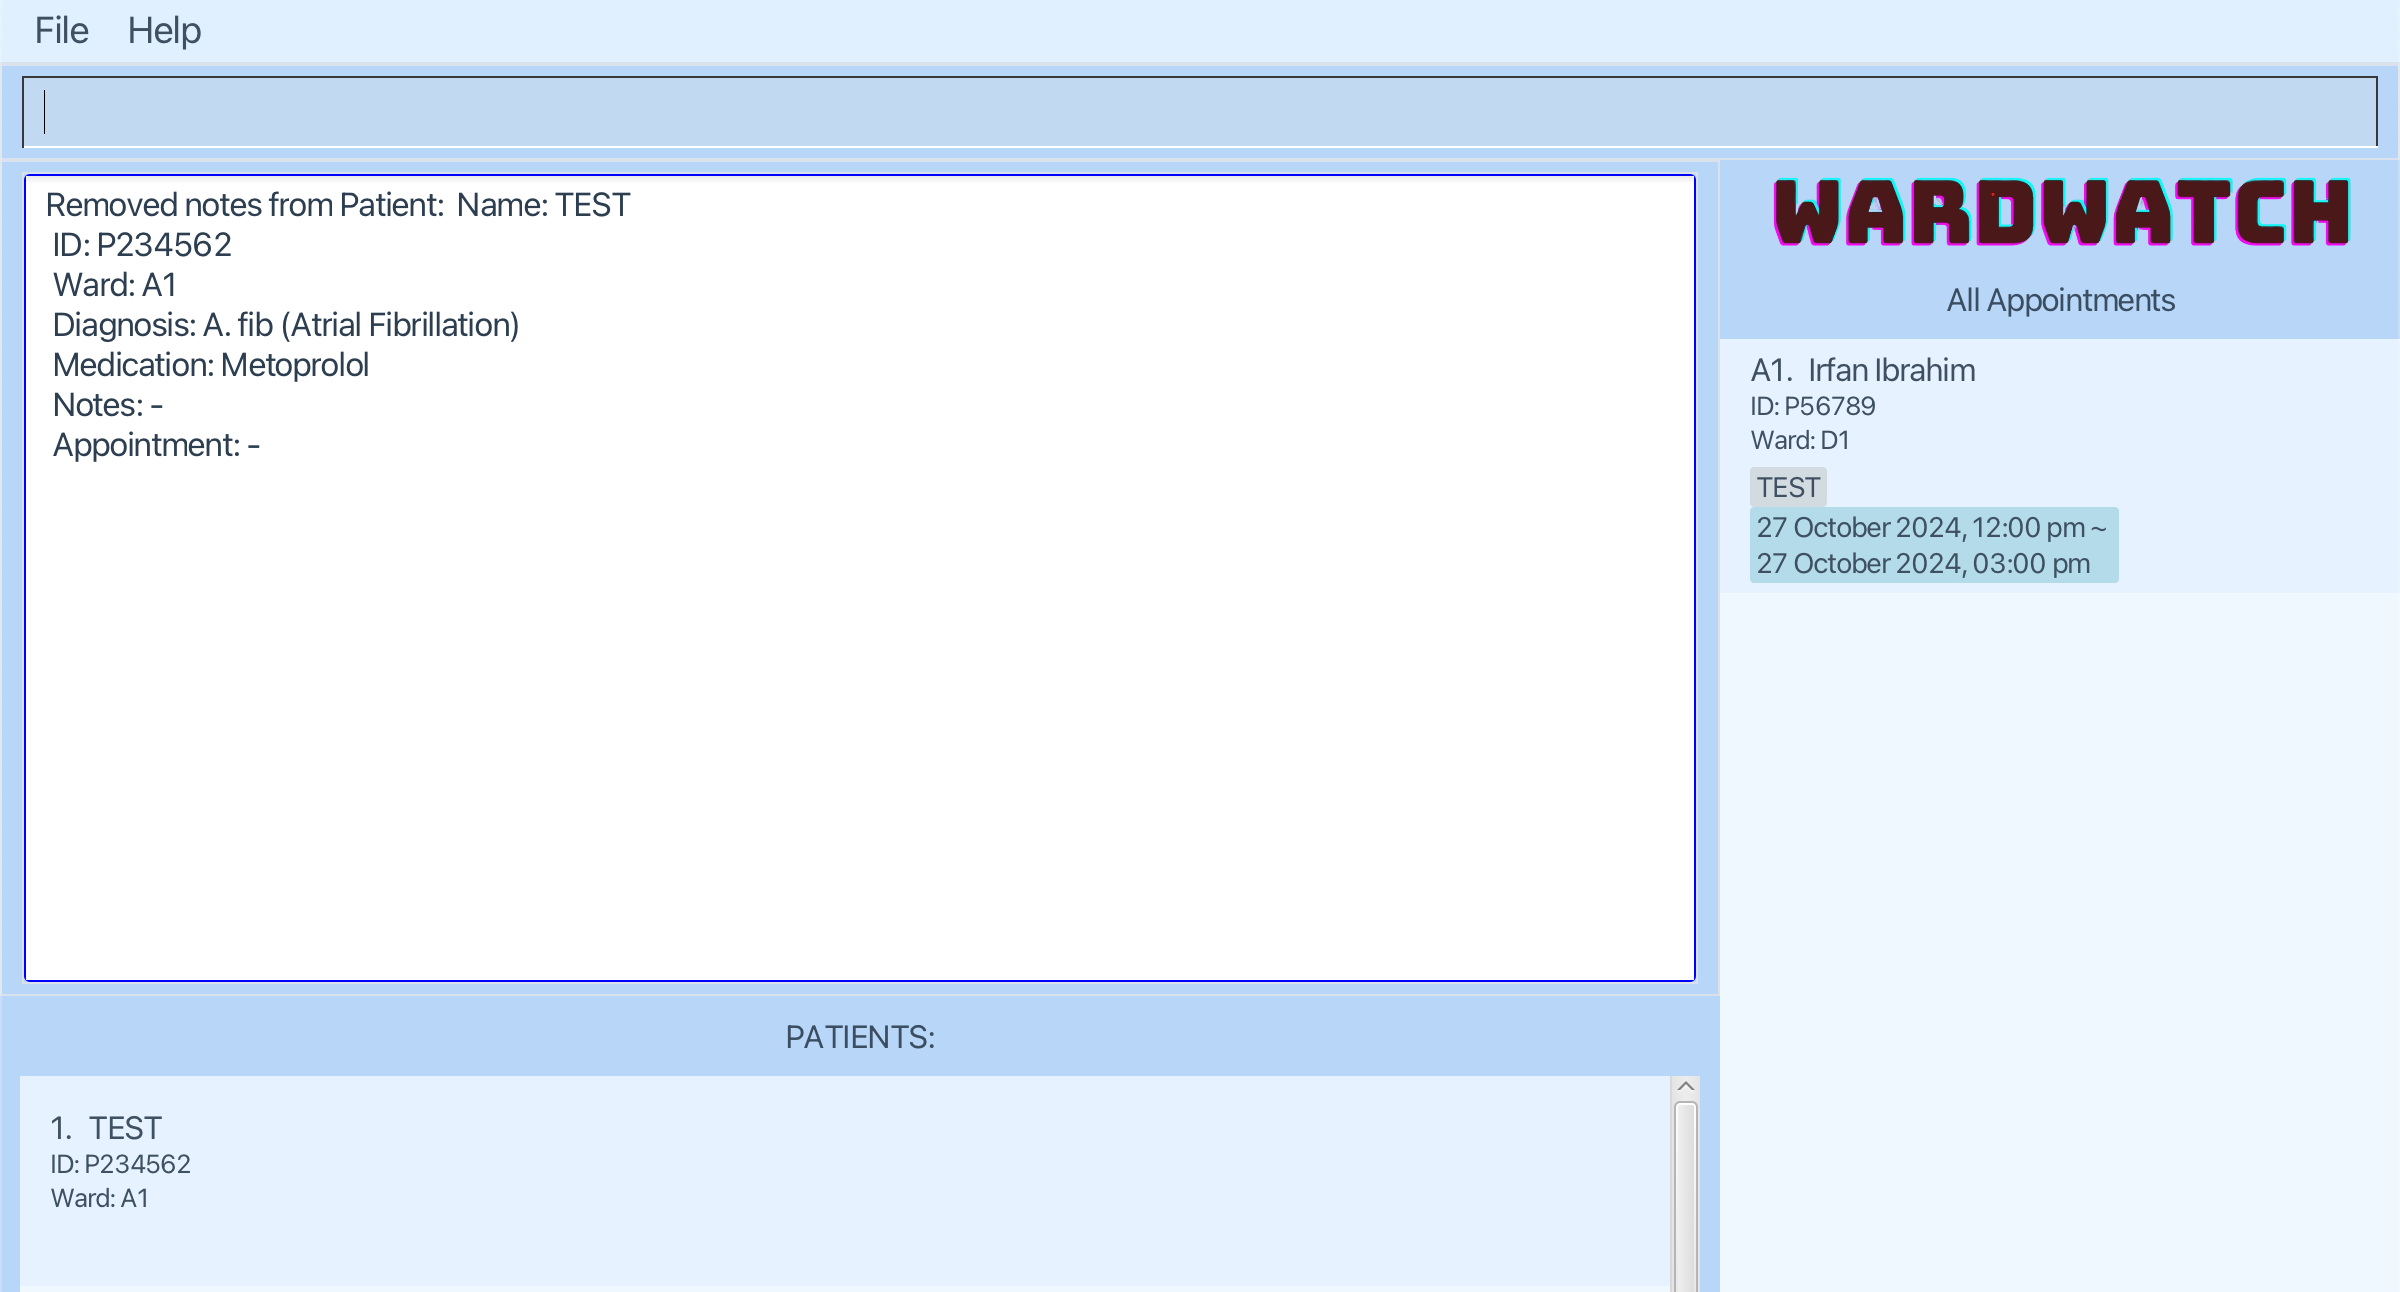 File Help
Removed notes from Patient:  Name: TEST
ID: P234562
Ward: A1
Diagnosis: A. fib (Atrial Fibrillation)
Medication: Metoprolol
Notes: -
Appointment: -
PATIENTS:
1. TEST
ID: P234562
Ward: A1
WARDWATCH
All Appointments
A1. Irfan Ibrahim
ID: P56789
Ward: D1
TEST
27 October 2024, 12:00 pm ~
27 October 2024, 03:00 pm